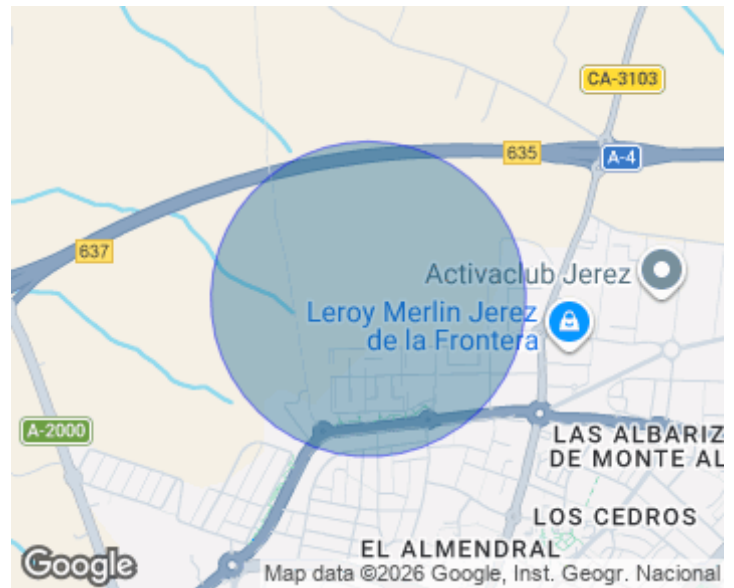 CA-3103
635
A-4
637
Activaclub Jerez
Leroy Merlin Jerez
de la Frontera
A-2000
LAS ALBARIZ
DE MONTE AL
LOS CEDROS
EL ALMENDRAL
Google
Map data ©2026 Google, Inst. Geogr. Nacional